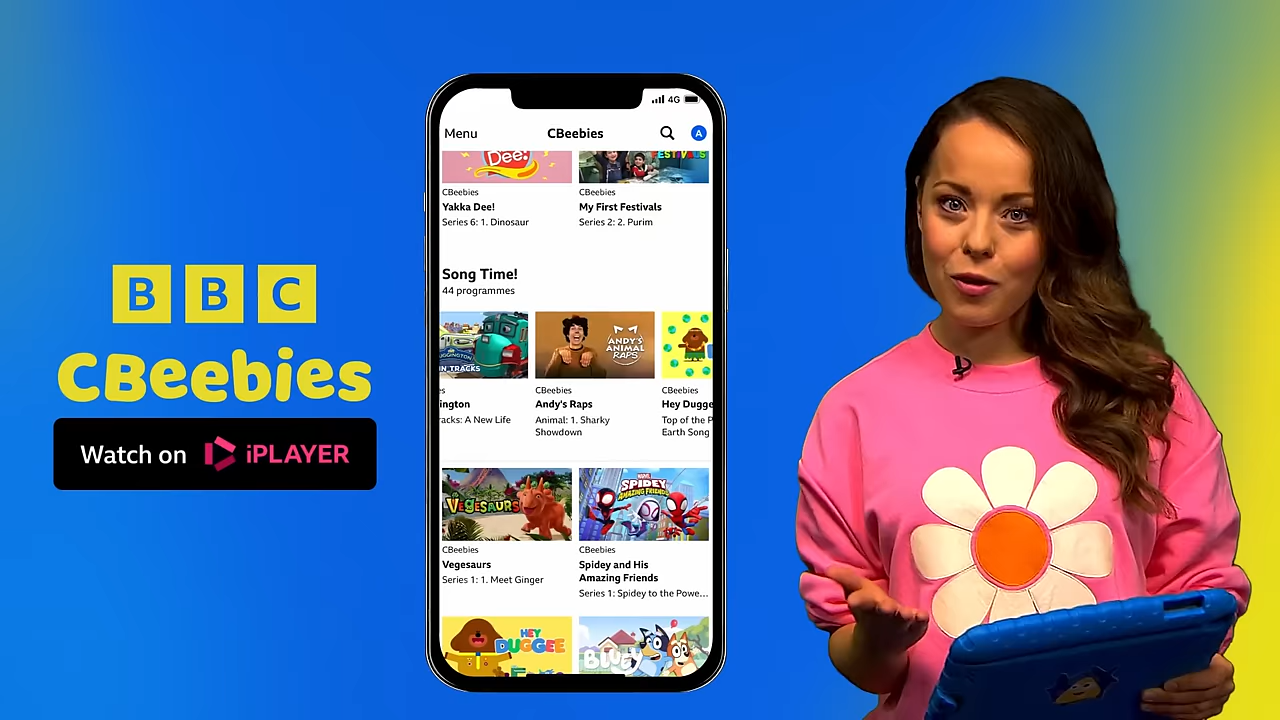 BBC
CBeebies
Watch on iPLAYER
4G
Menu
CBeebies
A
Dee!
FESTIVALS
CBeebies
CBeebies
Yakka Dee!
My First Festivals
Series 6: 1. Dinosaur
Series 2: 2. Purim
Song Time!
44 programmes
ANDY'S
ANIMAL
RAPS
UGGINGTON
N TRACKS
es
CBeebies
CBeebies
ington
Andy's Raps
Hey Dugge
racks: A New Life
Animal: 1. Sharky
Showdown
Top of the P
Earth Song
VEGESAURS
MARVEL
SPIDEY
AMAZING FRIENDS
CBeebies
CBeebies
Vegesaurs
Spidey and His
Amazing Friends
Series 1: 1. Meet Ginger
Series 1: Spidey to the Powe...
HEY
DUGGEE
BLUEY